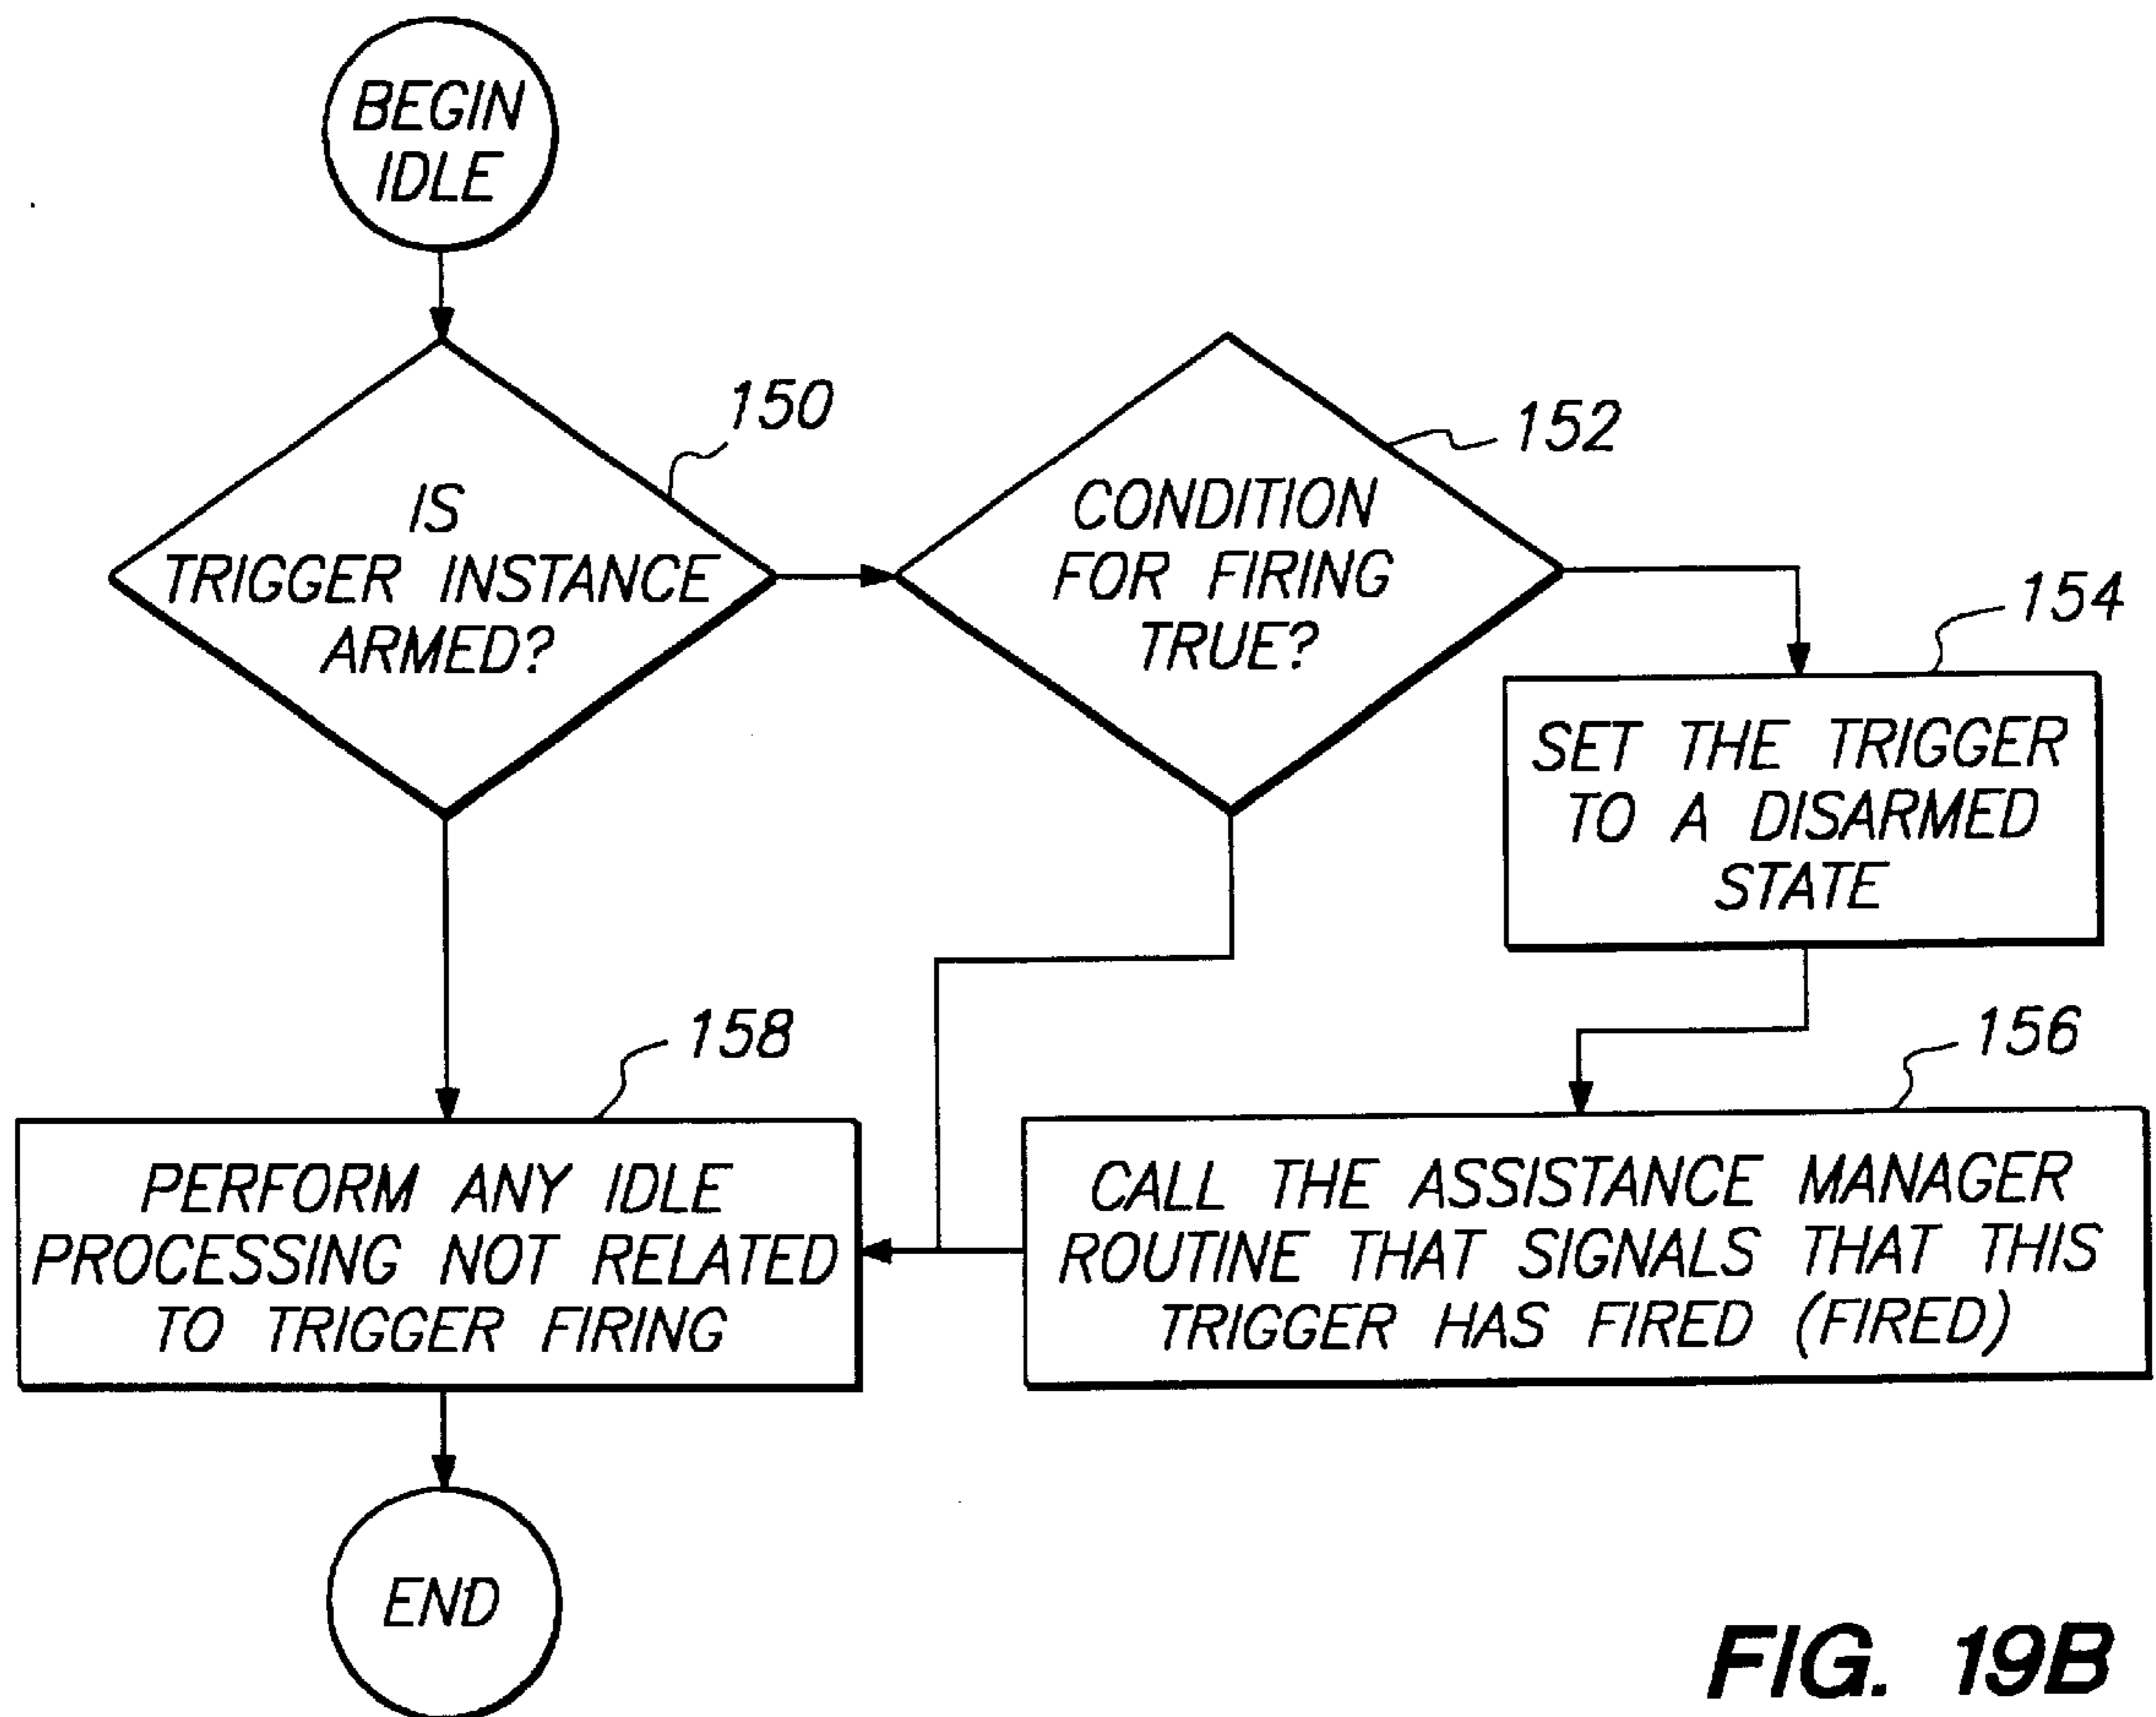 BEGIN
IDLE
150
IS
TRIGGER INSTANCE
ARMED?
152
CONDITION
FOR FIRING
TRUE?
154
SET THE TRIGGER
TO A DISARMED
STATE
156
CALL THE ASSISTANCE MANAGER
ROUTINE THAT SIGNALS THAT THIS
TRIGGER HAS FIRED (FIRED)
158
PERFORM ANY IDLE
PROCESSING NOT RELATED
TO TRIGGER FIRING
END
FIG. 19B